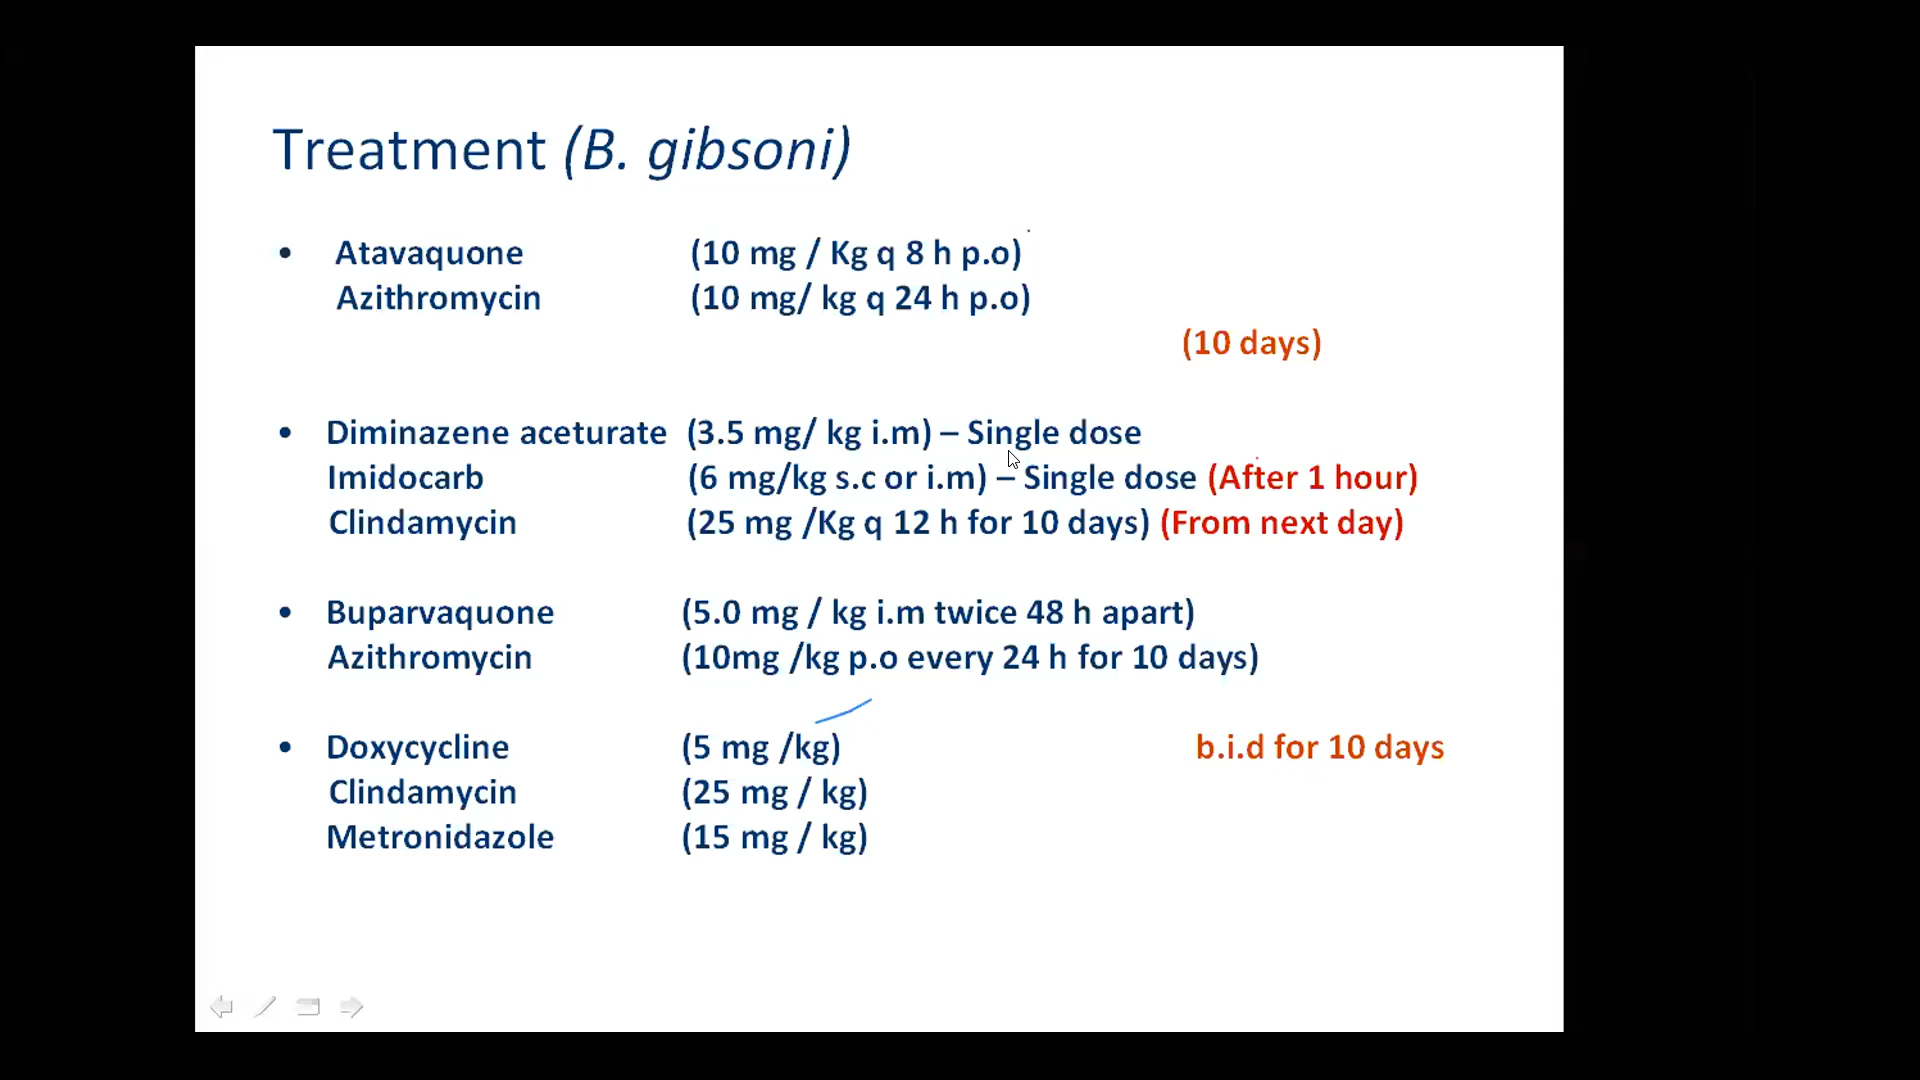 Treatment (B. gibsoni)
• Atavaquone (10 mg / Kg q 8 h p.o)
Azithromycin (10 mg/ kg q 24 h p.o)
(10 days)
• Diminazene aceturate (3.5 mg/ kg i.m) – Single dose
Imidocarb (6 mg/kg s.c or i.m) – Single dose (After 1 hour)
Clindamycin (25 mg /Kg q 12 h for 10 days) (From next day)
• Buparvaquone (5.0 mg / kg i.m twice 48 h apart)
Azithromycin (10mg /kg p.o every 24 h for 10 days)
• Doxycycline (5 mg /kg) b.i.d for 10 days
Clindamycin (25 mg / kg)
Metronidazole (15 mg / kg)